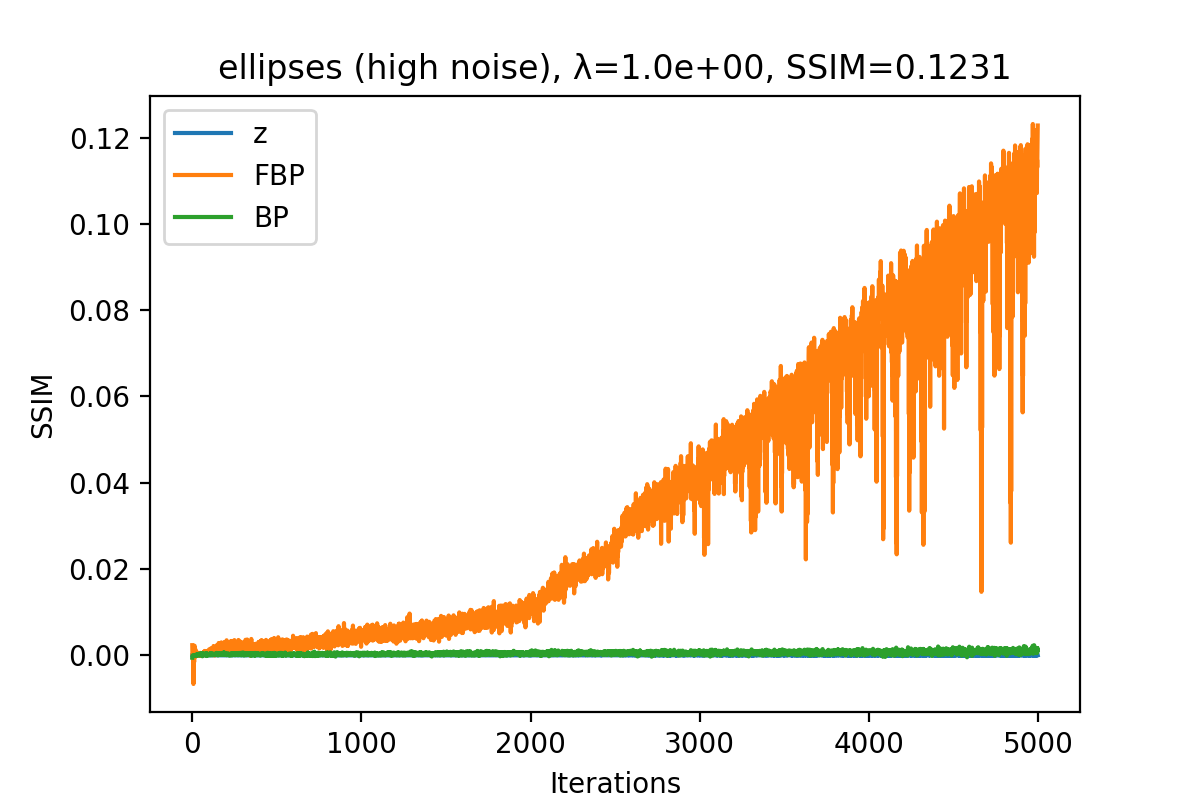 ellipses (high noise), λ=1.0e+00, SSIM=0.1231
z
FBP
BP
0.12
0.10
0.08
0.06
0.04
0.02
0.00
SSIM
0 1000 2000 3000 4000 5000
Iterations